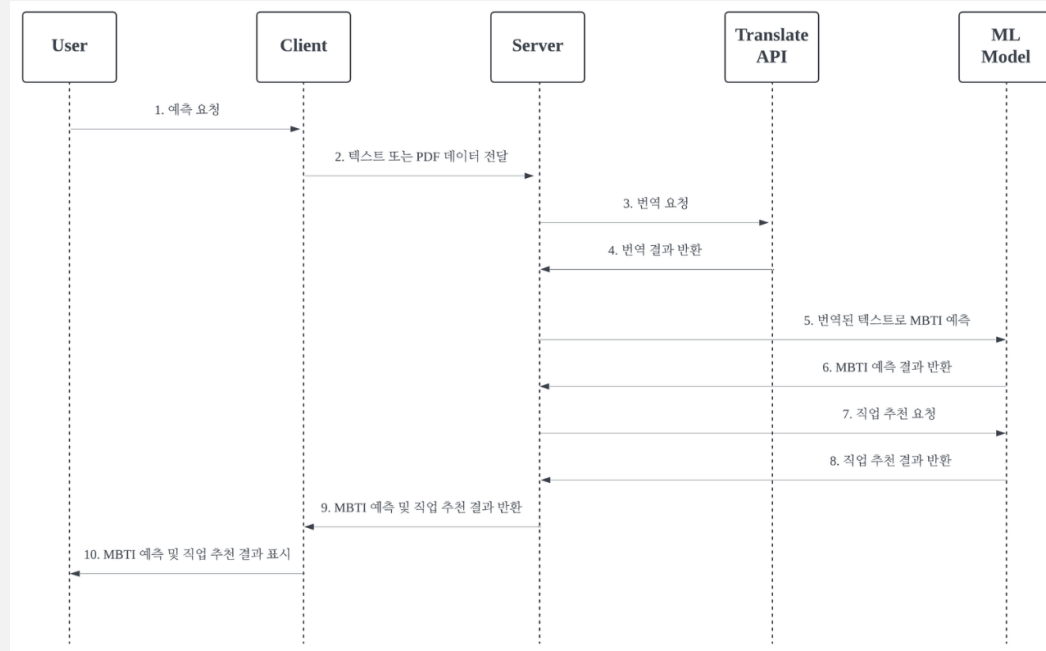 User
Client
Server
Translate
API
ML
Model
1. 예측 요청
2. 텍스트 또는 PDF 데이터 전달
3. 번역 요청
4. 번역 결과 반환
5. 번역된 텍스트로 MBTI 예측
6. MBTI 예측 결과 반환
7. 직업 추천 요청
8. 직업 추천 결과 반환
9. MBTI 예측 및 직업 추천 결과 반환
10. MBTI 예측 및 직업 추천 결과 표시